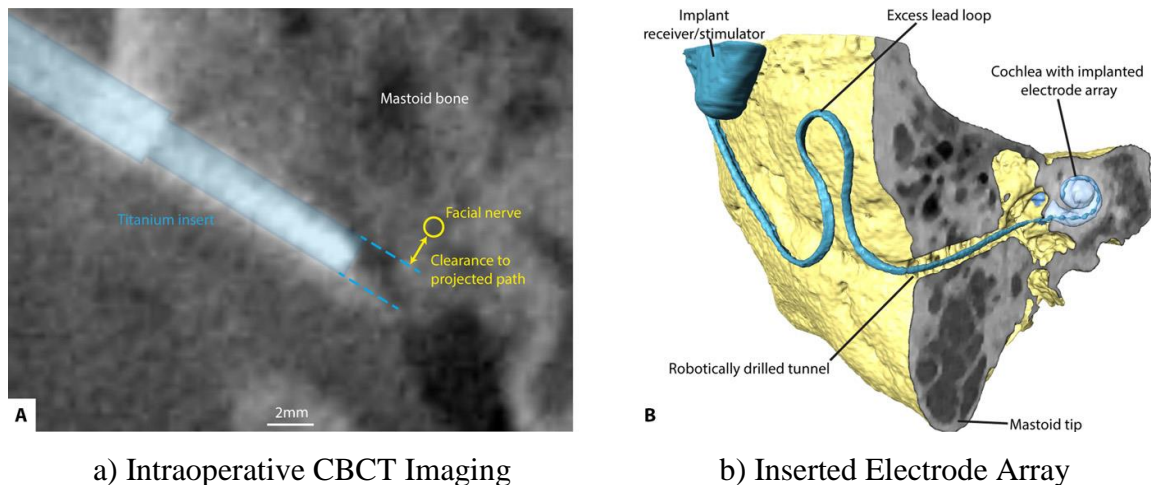 Mastoid bone
Titanium insert
Facial nerve
Clearance to
projected path
A
2mm
Implant
receiver/stimulator
Excess lead loop
Cochlea with implanted
electrode array
Robotically drilled tunnel
B
Mastoid tip
a) Intraoperative CBCT Imaging
b) Inserted Electrode Array